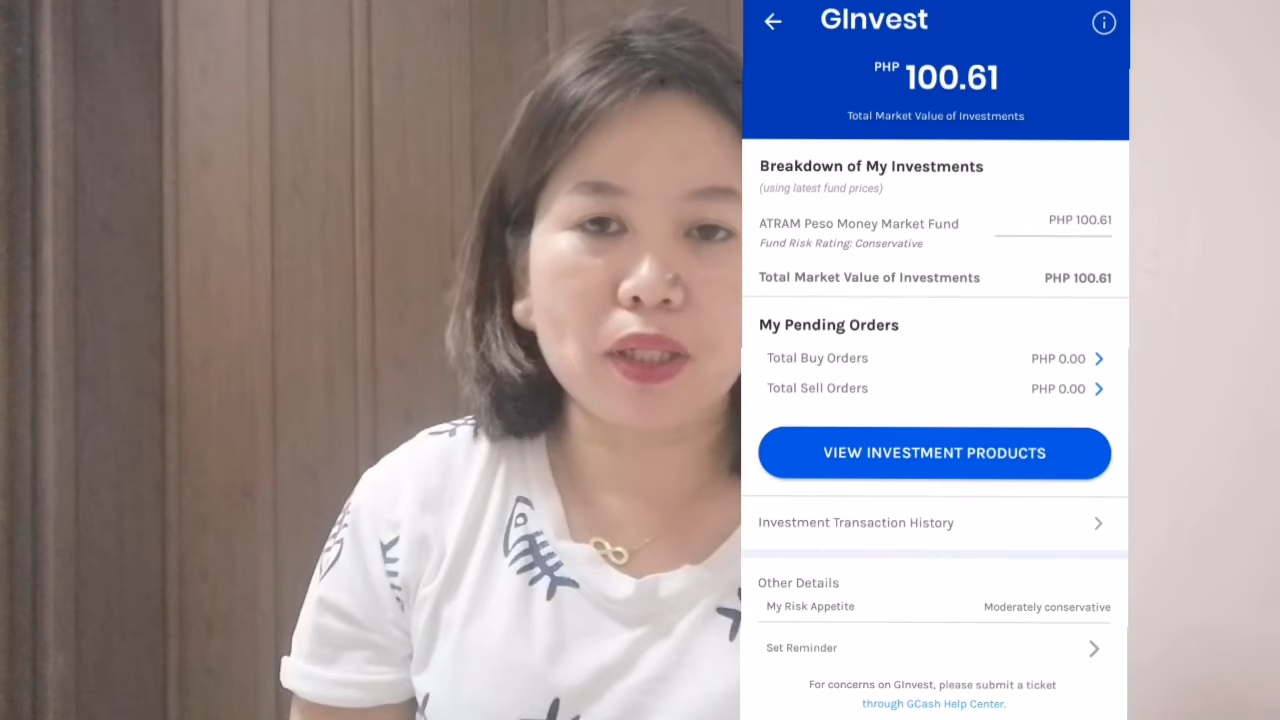 GInvest
PHP 100.61
Total Market Value of Investments
Breakdown of My Investments
(using latest fund prices)
ATRAM Peso Money Market Fund PHP 100.61
Fund Risk Rating: Conservative
Total Market Value of Investments PHP 100.61
My Pending Orders
Total Buy Orders PHP 0.00
Total Sell Orders PHP 0.00
VIEW INVESTMENT PRODUCTS
Investment Transaction History
Other Details
My Risk Appetite Moderately conservative
Set Reminder
For concerns on GInvest, please submit a ticket
through GCash Help Center.